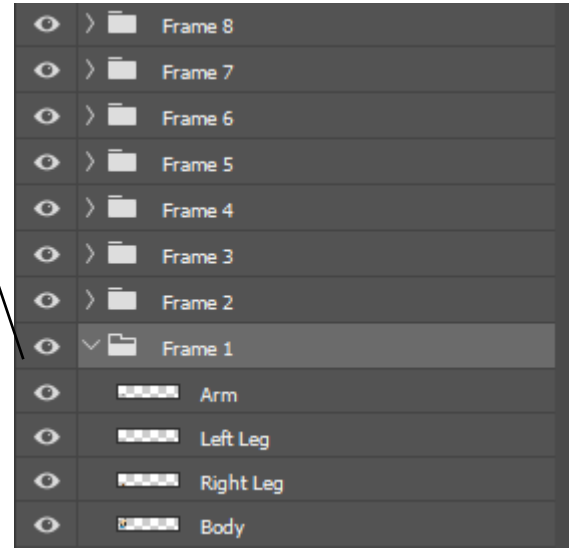 Frame 8
Frame 7
Frame 6
Frame 5
Frame 4
Frame 3
Frame 2
Frame 1
Arm
Left Leg
Right Leg
Body